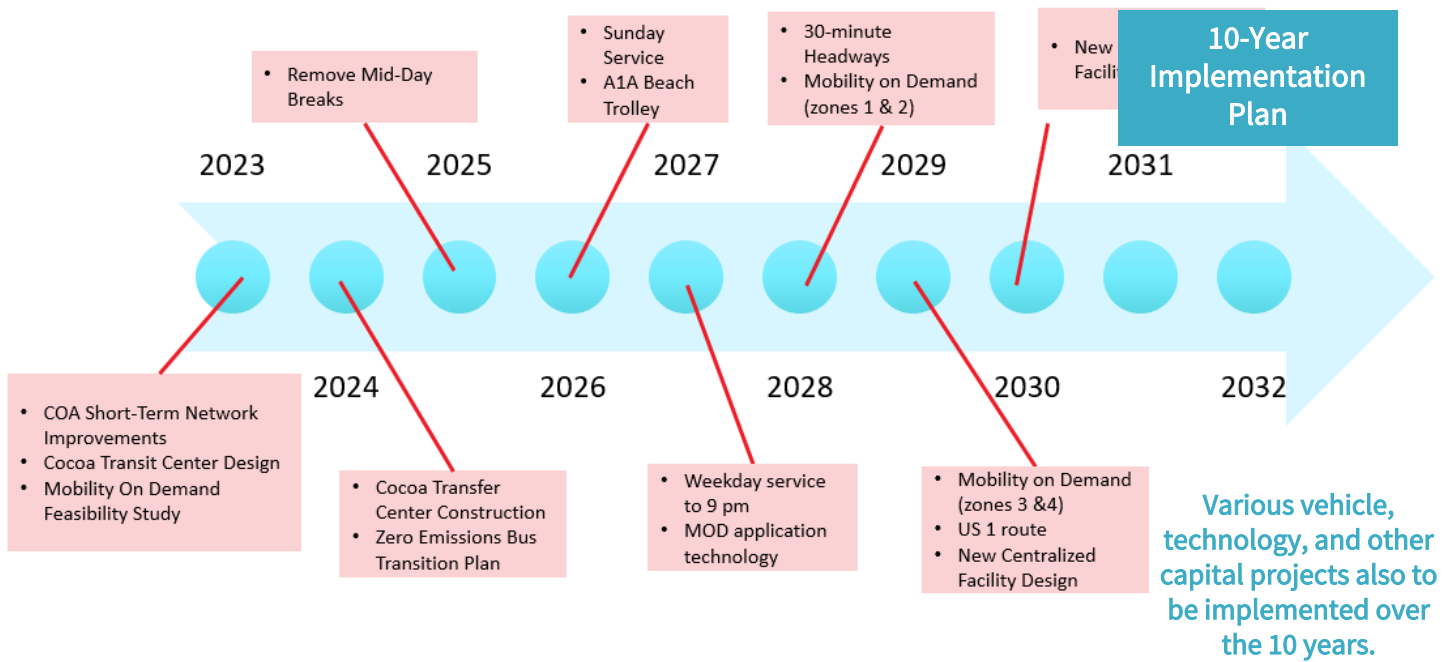 • Sunday
Service
• A1A Beach
Trolley
• 30-minute
Headways
• Mobility on Demand
(zones 1 & 2)
• New
10-Year
Implementation
Plan
• Remove Mid-Day
Breaks
2023
2025
2027
2029
2031
2024
2026
2028
2030
2032
• COA Short-Term Network
Improvements
• Cocoa Transit Center Design
• Mobility On Demand
Feasibility Study
• Cocoa Transfer
Center Construction
• Zero Emissions Bus
Transition Plan
• Weekday service
to 9 pm
• MOD application
technology
• Mobility on Demand
(zones 3 &4)
• US 1 route
• New Centralized
Facility Design
Various vehicle,
technology, and other
capital projects also to
be implemented over
the 10 years.